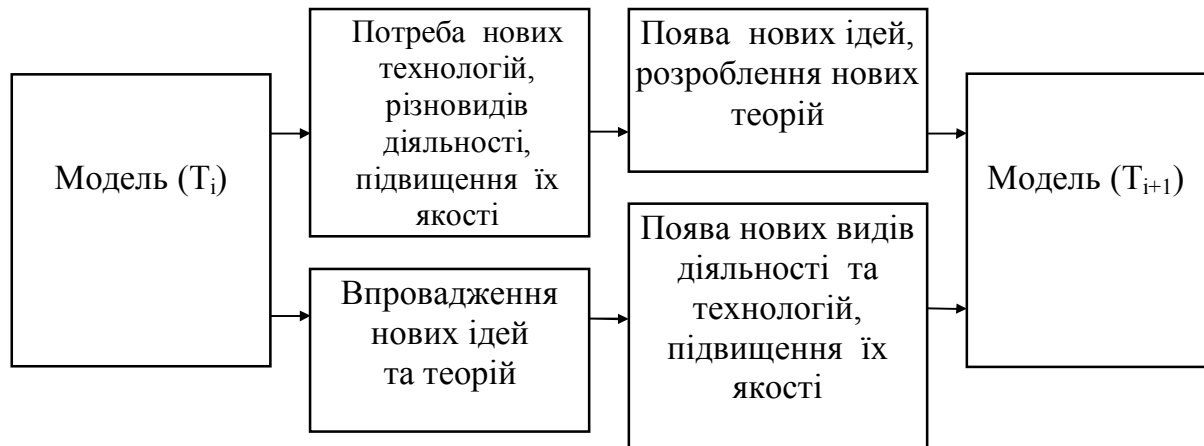 Модель (Ti)
Потреба нових
технологій,
різновидів
діяльності,
підвищення їх
якості
Поява нових ідей,
розроблення нових
теорій
Впровадження
нових ідей
та теорій
Поява нових видів
діяльності та
технологій,
підвищення їх
якості
Модель (Ti+1)